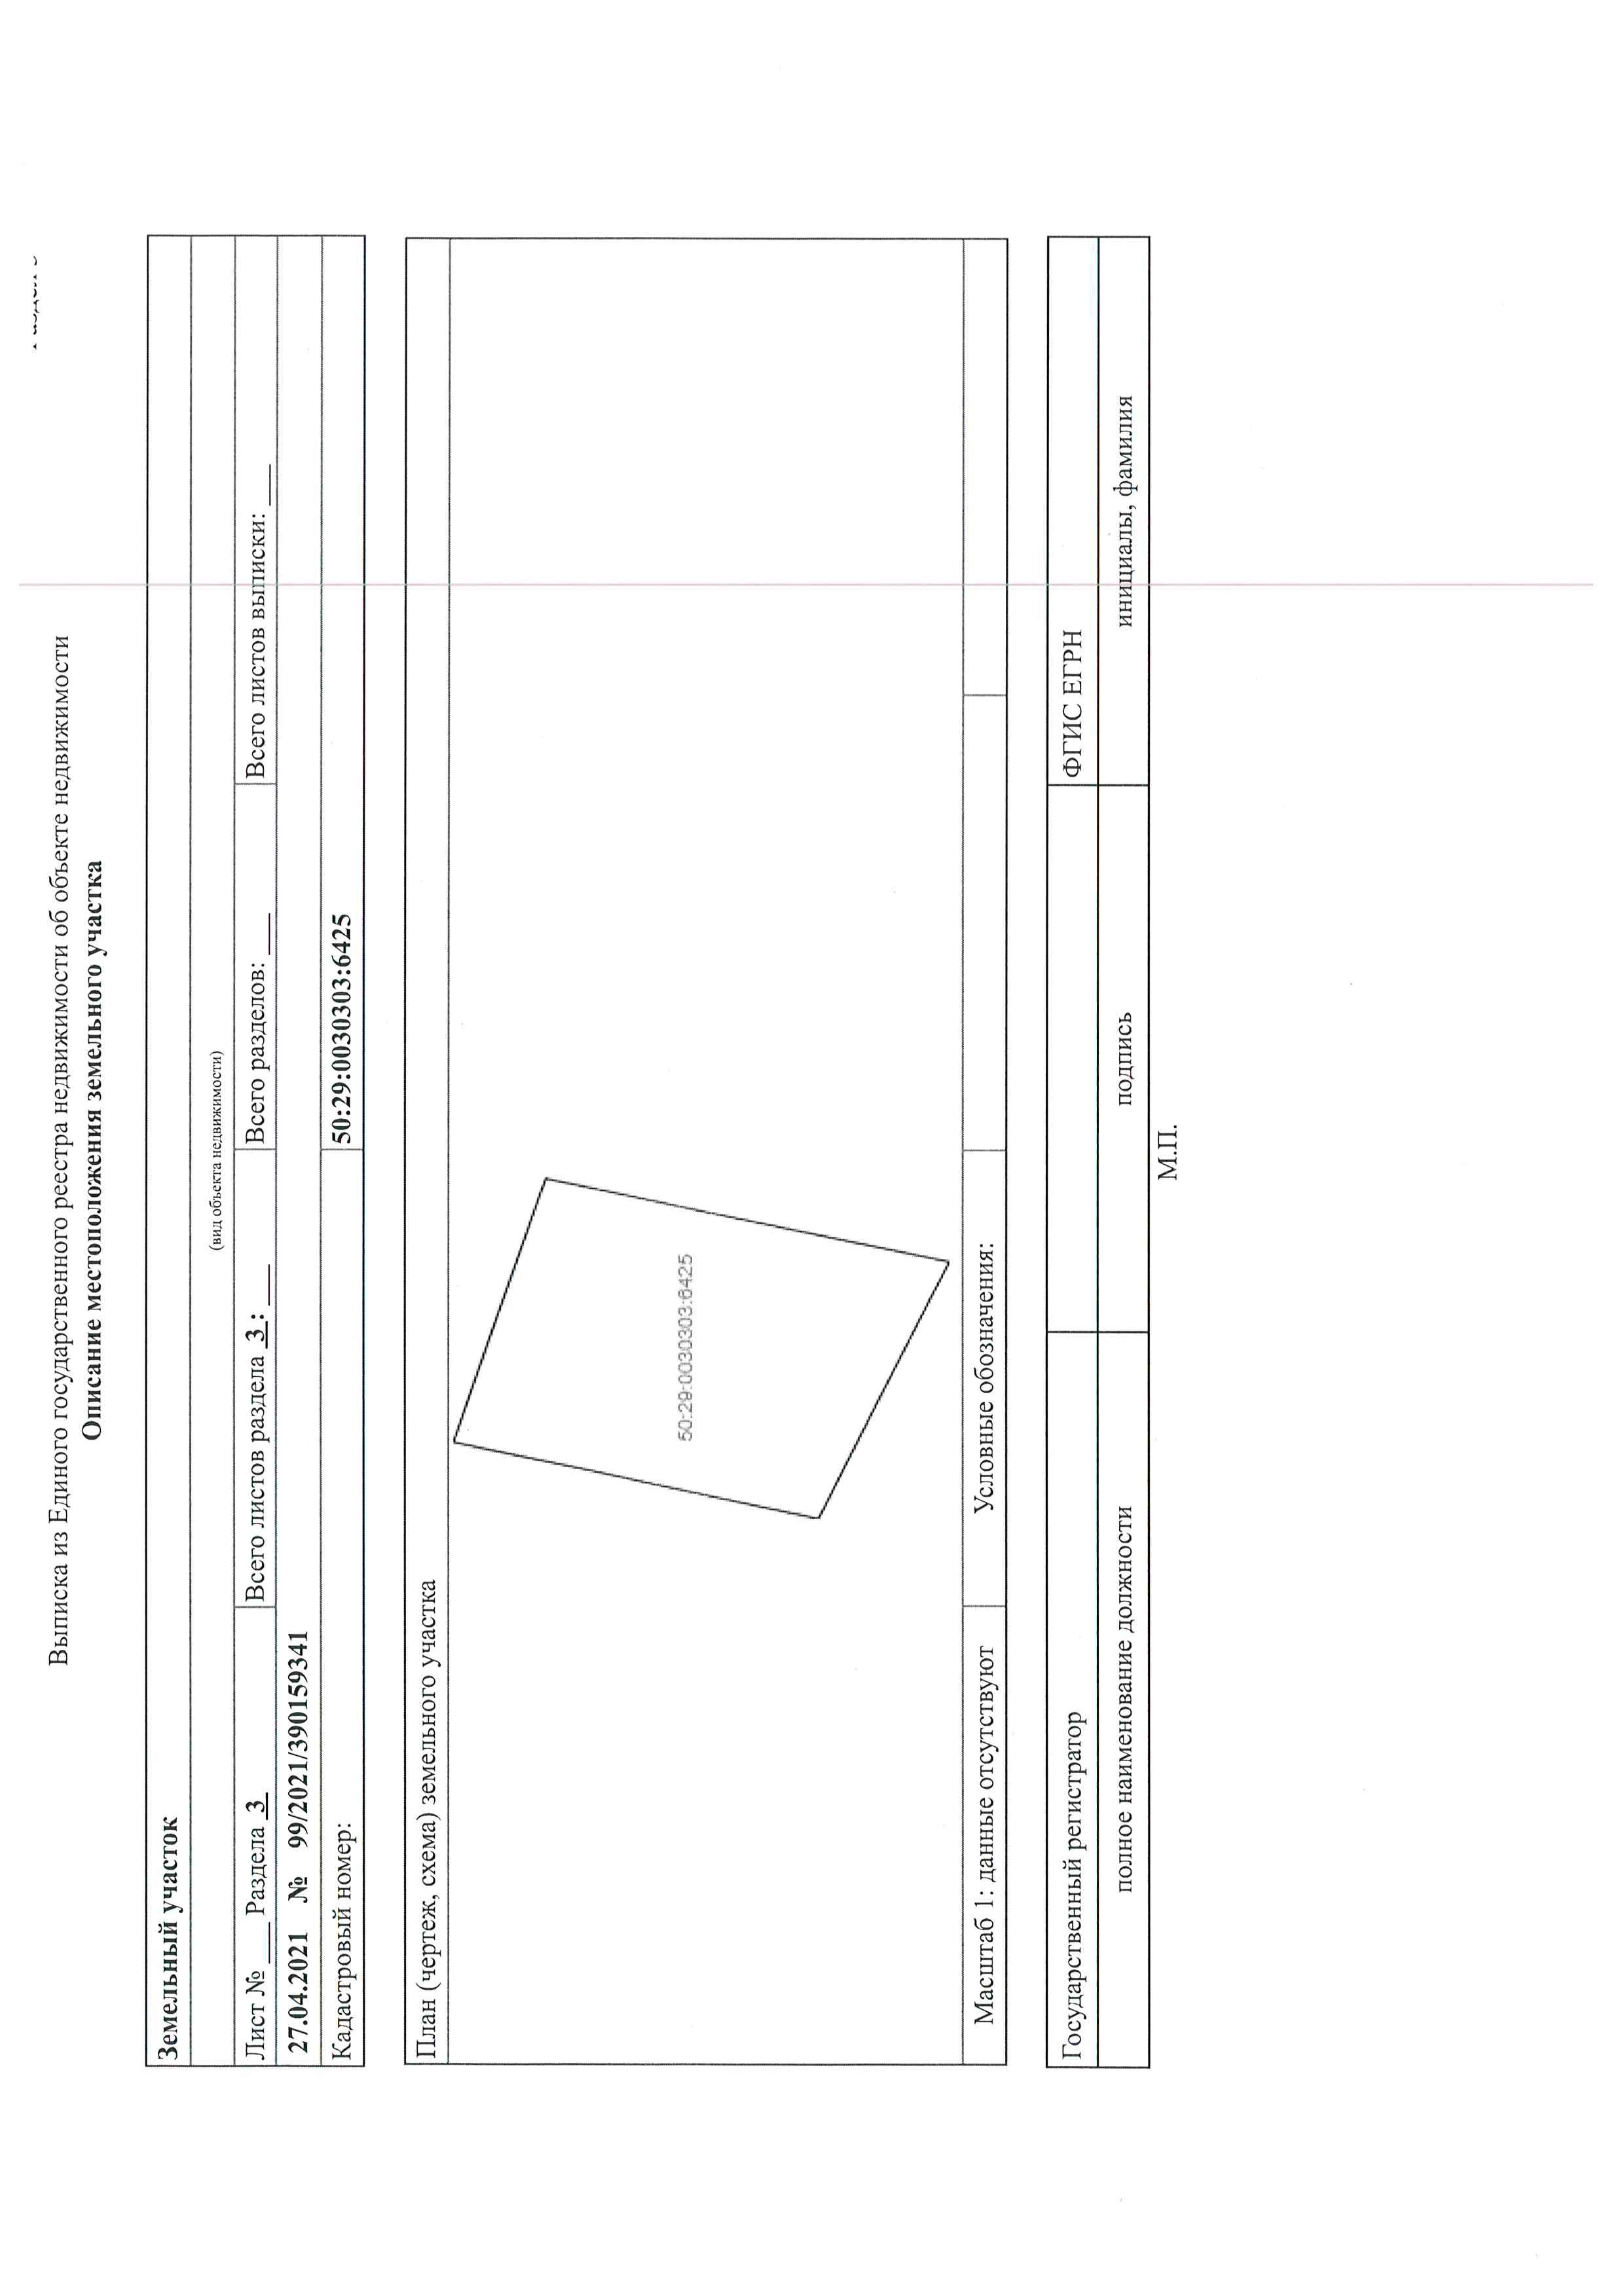 Выписка из Единого государственного реестра недвижимости об объекте недвижимости
Описание местоположения земельного участка
Земельный участок
(вид объекта недвижимости)
Лист № ___ Раздела 3 Всего листов раздела 3 : ___ Всего разделов: ___ Всего листов выписки: ___
27.04.2021 № 99/2021/390159341
Кадастровый номер: 50:29:0030303:6425
План (чертеж, схема) земельного участка
50:29:0030303:6425
Масштаб 1: данные отсутствуют Условные обозначения:
Государственный регистратор ФГИС ЕГРН
полное наименование должности подпись инициалы, фамилия
М.П.